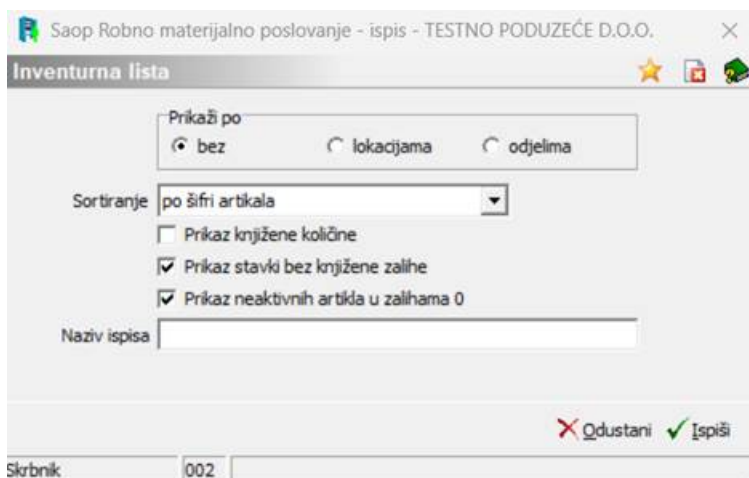 Saop Robno materijalno poslovanje - ispis - TESTNO PODUZEĆE D.O.O.
Inventurna lista
Prikaži po
bez lokacijama odjelima
Sortiranje po šifri artikala
Prikaz knjižene količine
Prikaz stavki bez knjižene zalihe
Prikaz neaktivnih artikla u zalihama 0
Naziv ispisa
Odustani Ispiši
Skrbnik 002